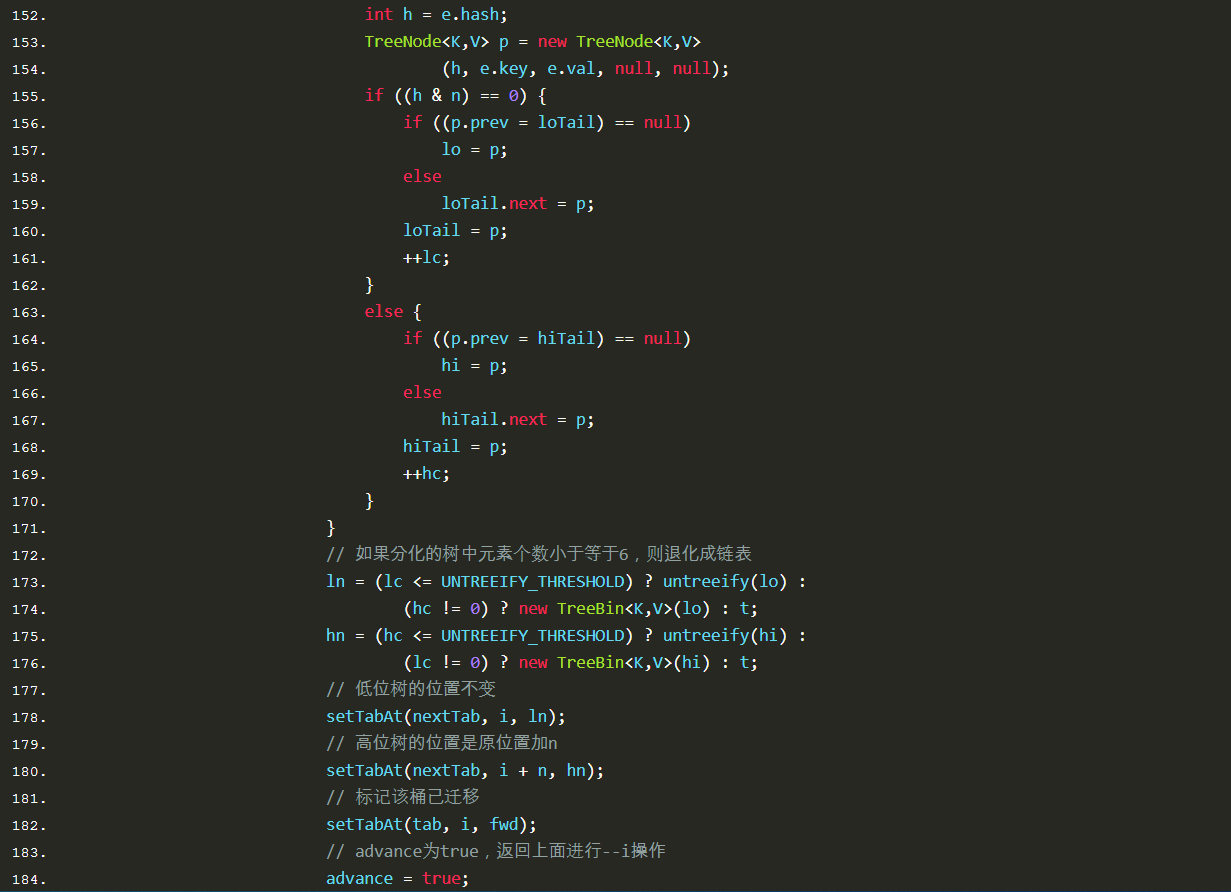 152. int h = e.hash;
153. TreeNode<K,V> p = new TreeNode<K,V>
154. (h, e.key, e.val, null, null);
155. if ((h & n) == 0) {
156. if ((p.prev = loTail) == null)
157. lo = p;
158. else
159. loTail.next = p;
160. loTail = p;
161. ++lc;
162. }
163. else {
164. if ((p.prev = hiTail) == null)
165. hi = p;
166. else
167. hiTail.next = p;
168. hiTail = p;
169. ++hc;
170. }
171. }
172. // 如果分化的树中元素个数小于等于6，则退化成链表
173. ln = (lc <= UNTREEIFY_THRESHOLD) ? untreeify(lo) :
174. (hc != 0) ? new TreeBin<K,V>(lo) : t;
175. hn = (hc <= UNTREEIFY_THRESHOLD) ? untreeify(hi) :
176. (lc != 0) ? new TreeBin<K,V>(hi) : t;
177. // 低位树的位置不变
178. setTabAt(nextTab, i, ln);
179. // 高位树的位置是原位置加n
180. setTabAt(nextTab, i + n, hn);
181. // 标记该桶已迁移
182. setTabAt(tab, i, fwd);
183. // advance为true，返回上面进行--i操作
184. advance = true;